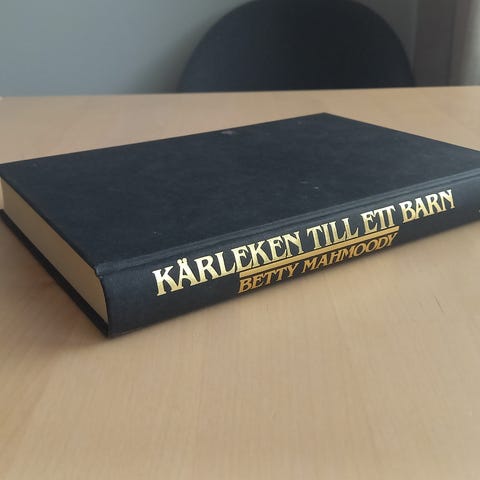 KÄRLEKEN TILL ETT BARN
BETTY MAHMOODY